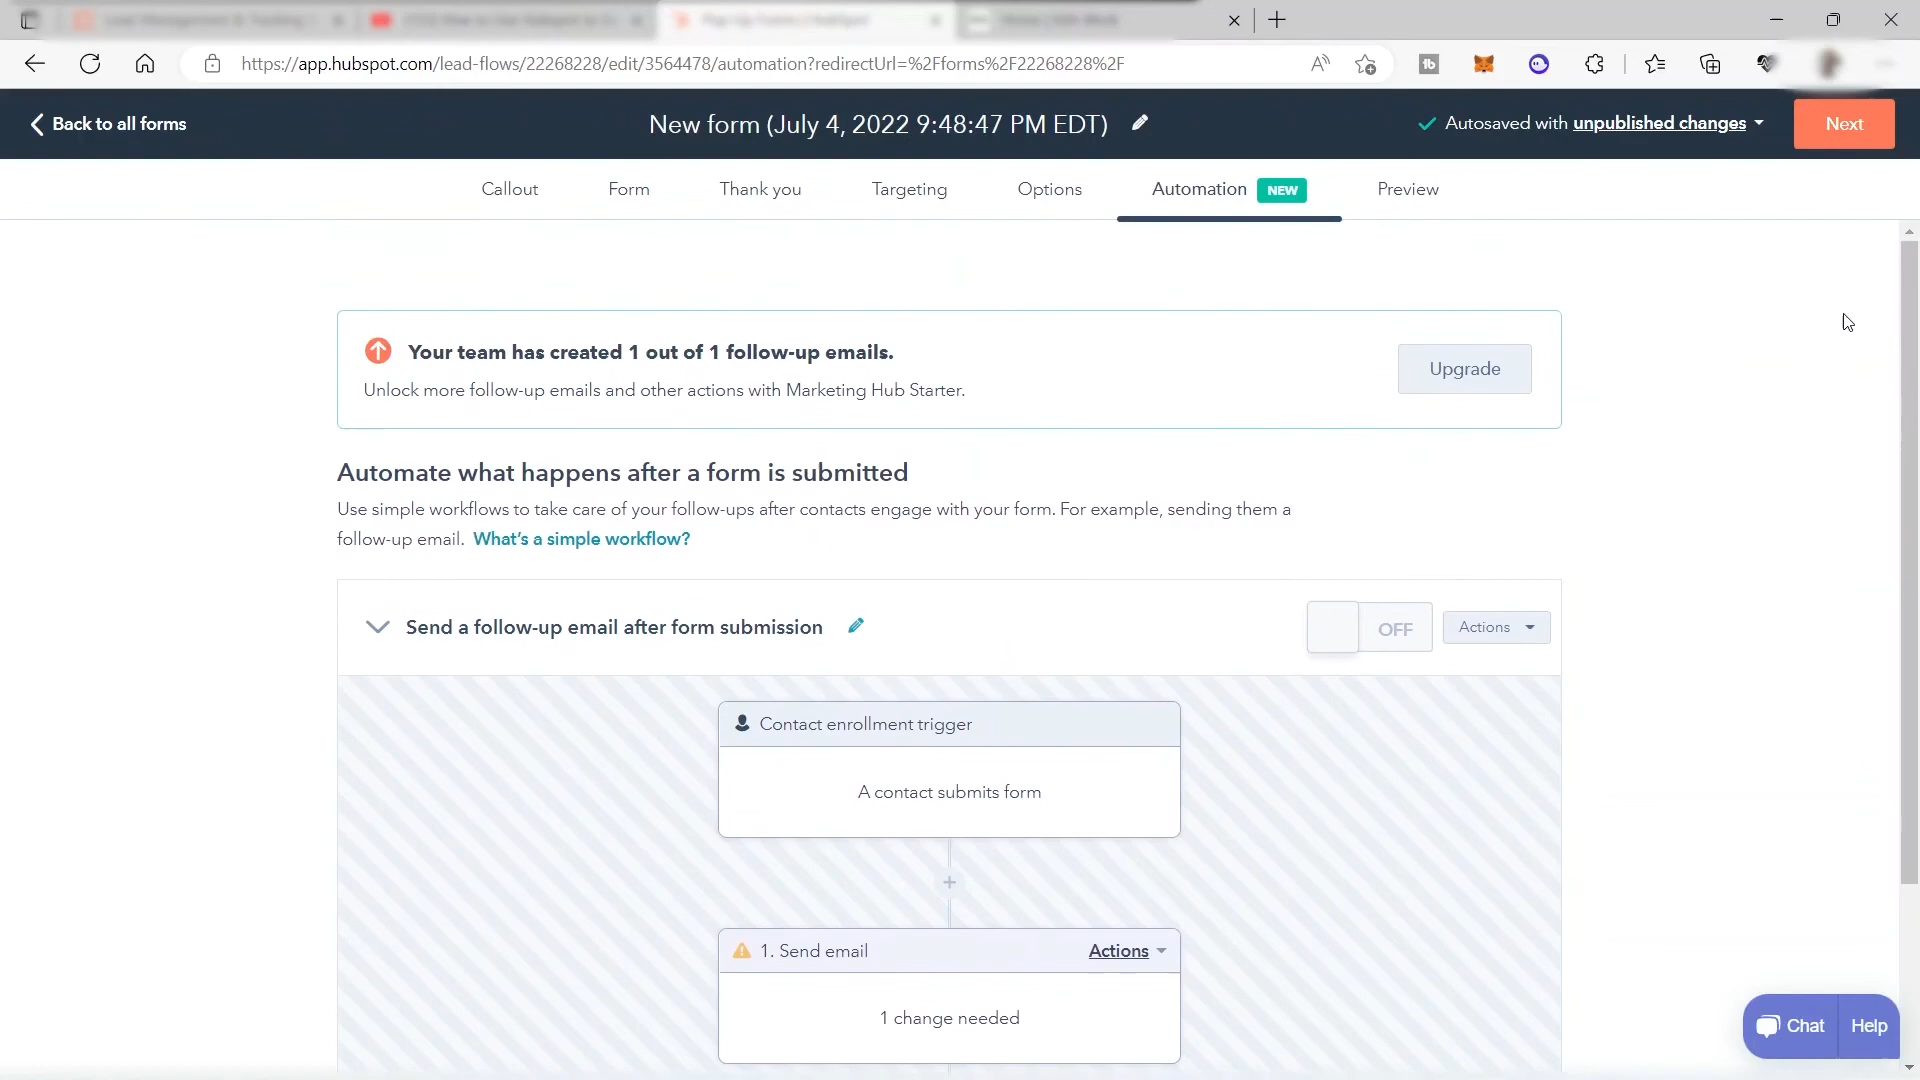 https://app.hubspot.com/lead-flows/22268228/edit/3564478/automation?redirectUrl=%2Fforms%2F22268228%2F
Back to all forms
New form (July 4, 2022 9:48:47 PM EDT)
Autosaved with unpublished changes
Next
Callout
Form
Thank you
Targeting
Options
Automation NEW
Preview
Your team has created 1 out of 1 follow-up emails.
Unlock more follow-up emails and other actions with Marketing Hub Starter.
Upgrade
Automate what happens after a form is submitted
Use simple workflows to take care of your follow-ups after contacts engage with your form. For example, sending them a
follow-up email. What's a simple workflow?
Send a follow-up email after form submission
OFF
Actions
Contact enrollment trigger
A contact submits form
1. Send email
Actions
1 change needed
Chat
Help